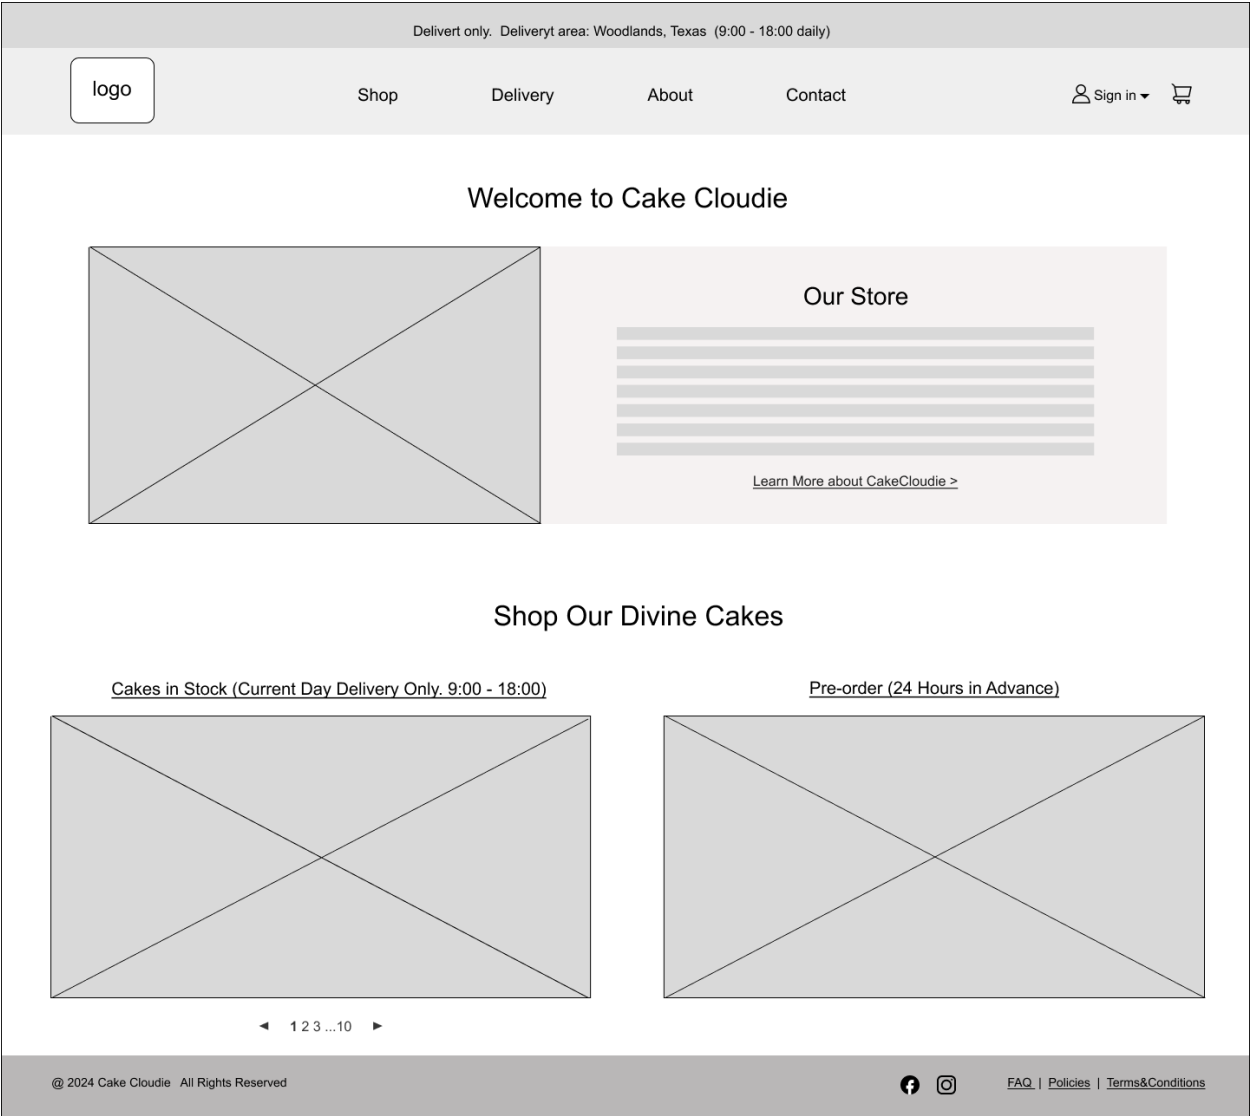 Delivert only.  Deliveryt area: Woodlands, Texas  (9:00 - 18:00 daily)
logo
Shop
Delivery
About
Contact
Sign in
Welcome to Cake Cloudie
Our Store
Learn More about CakeCloudie >
Shop Our Divine Cakes
Cakes in Stock (Current Day Delivery Only. 9:00 - 18:00)
Pre-order (24 Hours in Advance)
◄ 1 2 3 ...10 ►
@ 2024 Cake Cloudie   All Rights Reserved
FAQ | Policies | Terms&Conditions